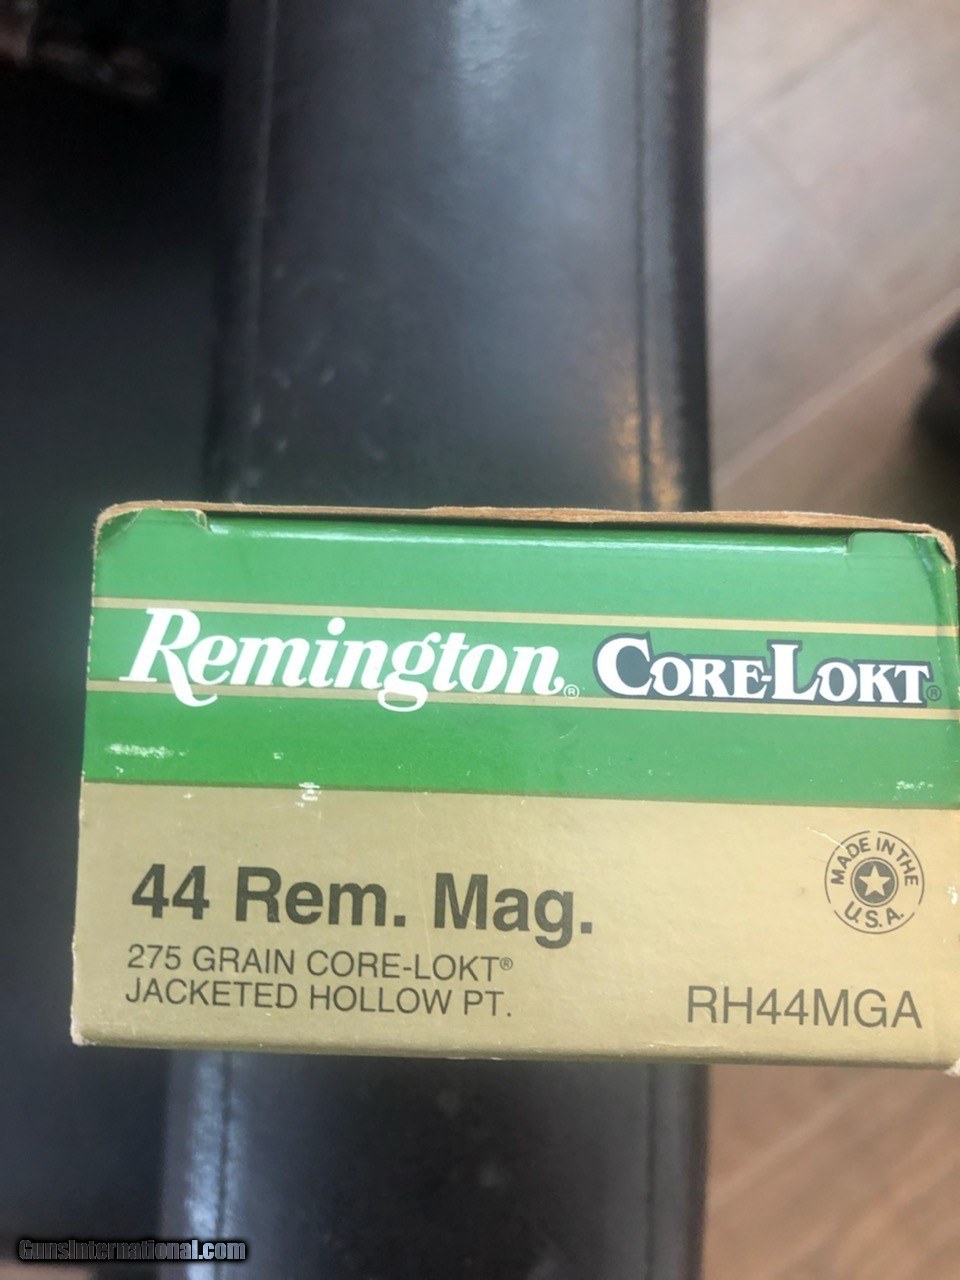 Remington® CORE-LOKT®
44 Rem. Mag.
275 GRAIN CORE-LOKT®
JACKETED HOLLOW PT.
MADE IN THE
U.S.A.
RH44MGA
GunsInternational.com